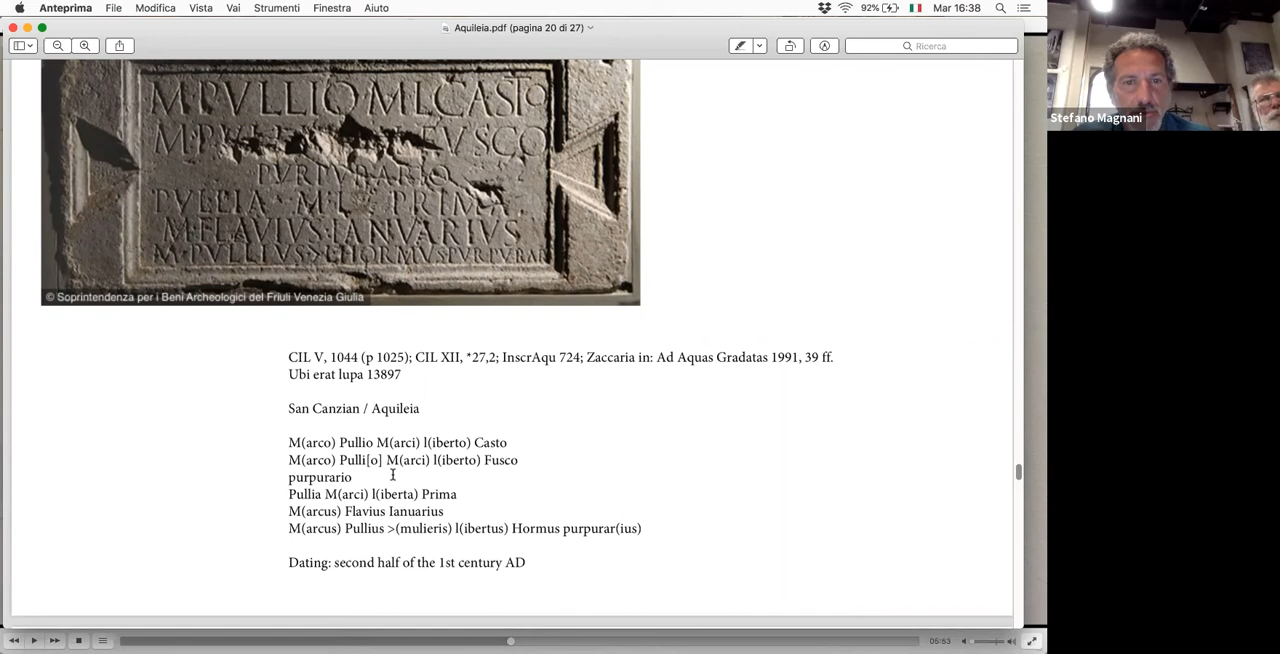 Anteprima File Modifica Vista Vai Strumenti Finestra Aiuto 92% Mar 16:38
Aquileia.pdf (pagina 20 di 27)
Ricerca
Stefano Magnani
M·PVLLIO M·L·CASTO
FVSCO
PVRPVRARIO
PVLLIA·M·L·PRIMA
M·FLAVIVS·IANVARIVS
M·PVLLIUS·>·L·HORMVS PVRPVRAR
© Soprintendenza per i Beni Archeologici del Friuli Venezia Giulia
CIL V, 1044 (p 1025); CIL XII, *27,2; InscrAqu 724; Zaccaria in: Ad Aquas Gradatas 1991, 39 ff.
Ubi erat lupa 13897
San Canzian / Aquileia
M(arco) Pullio M(arci) l(iberto) Casto
M(arco) Pulli[o] M(arci) l(iberto) Fusco
purpurario
Pullia M(arci) l(iberta) Prima
M(arcus) Flavius Ianuarius
M(arcus) Pullius >(mulieris) l(ibertus) Hormus purpurar(ius)
Dating: second half of the 1st century AD
05:53